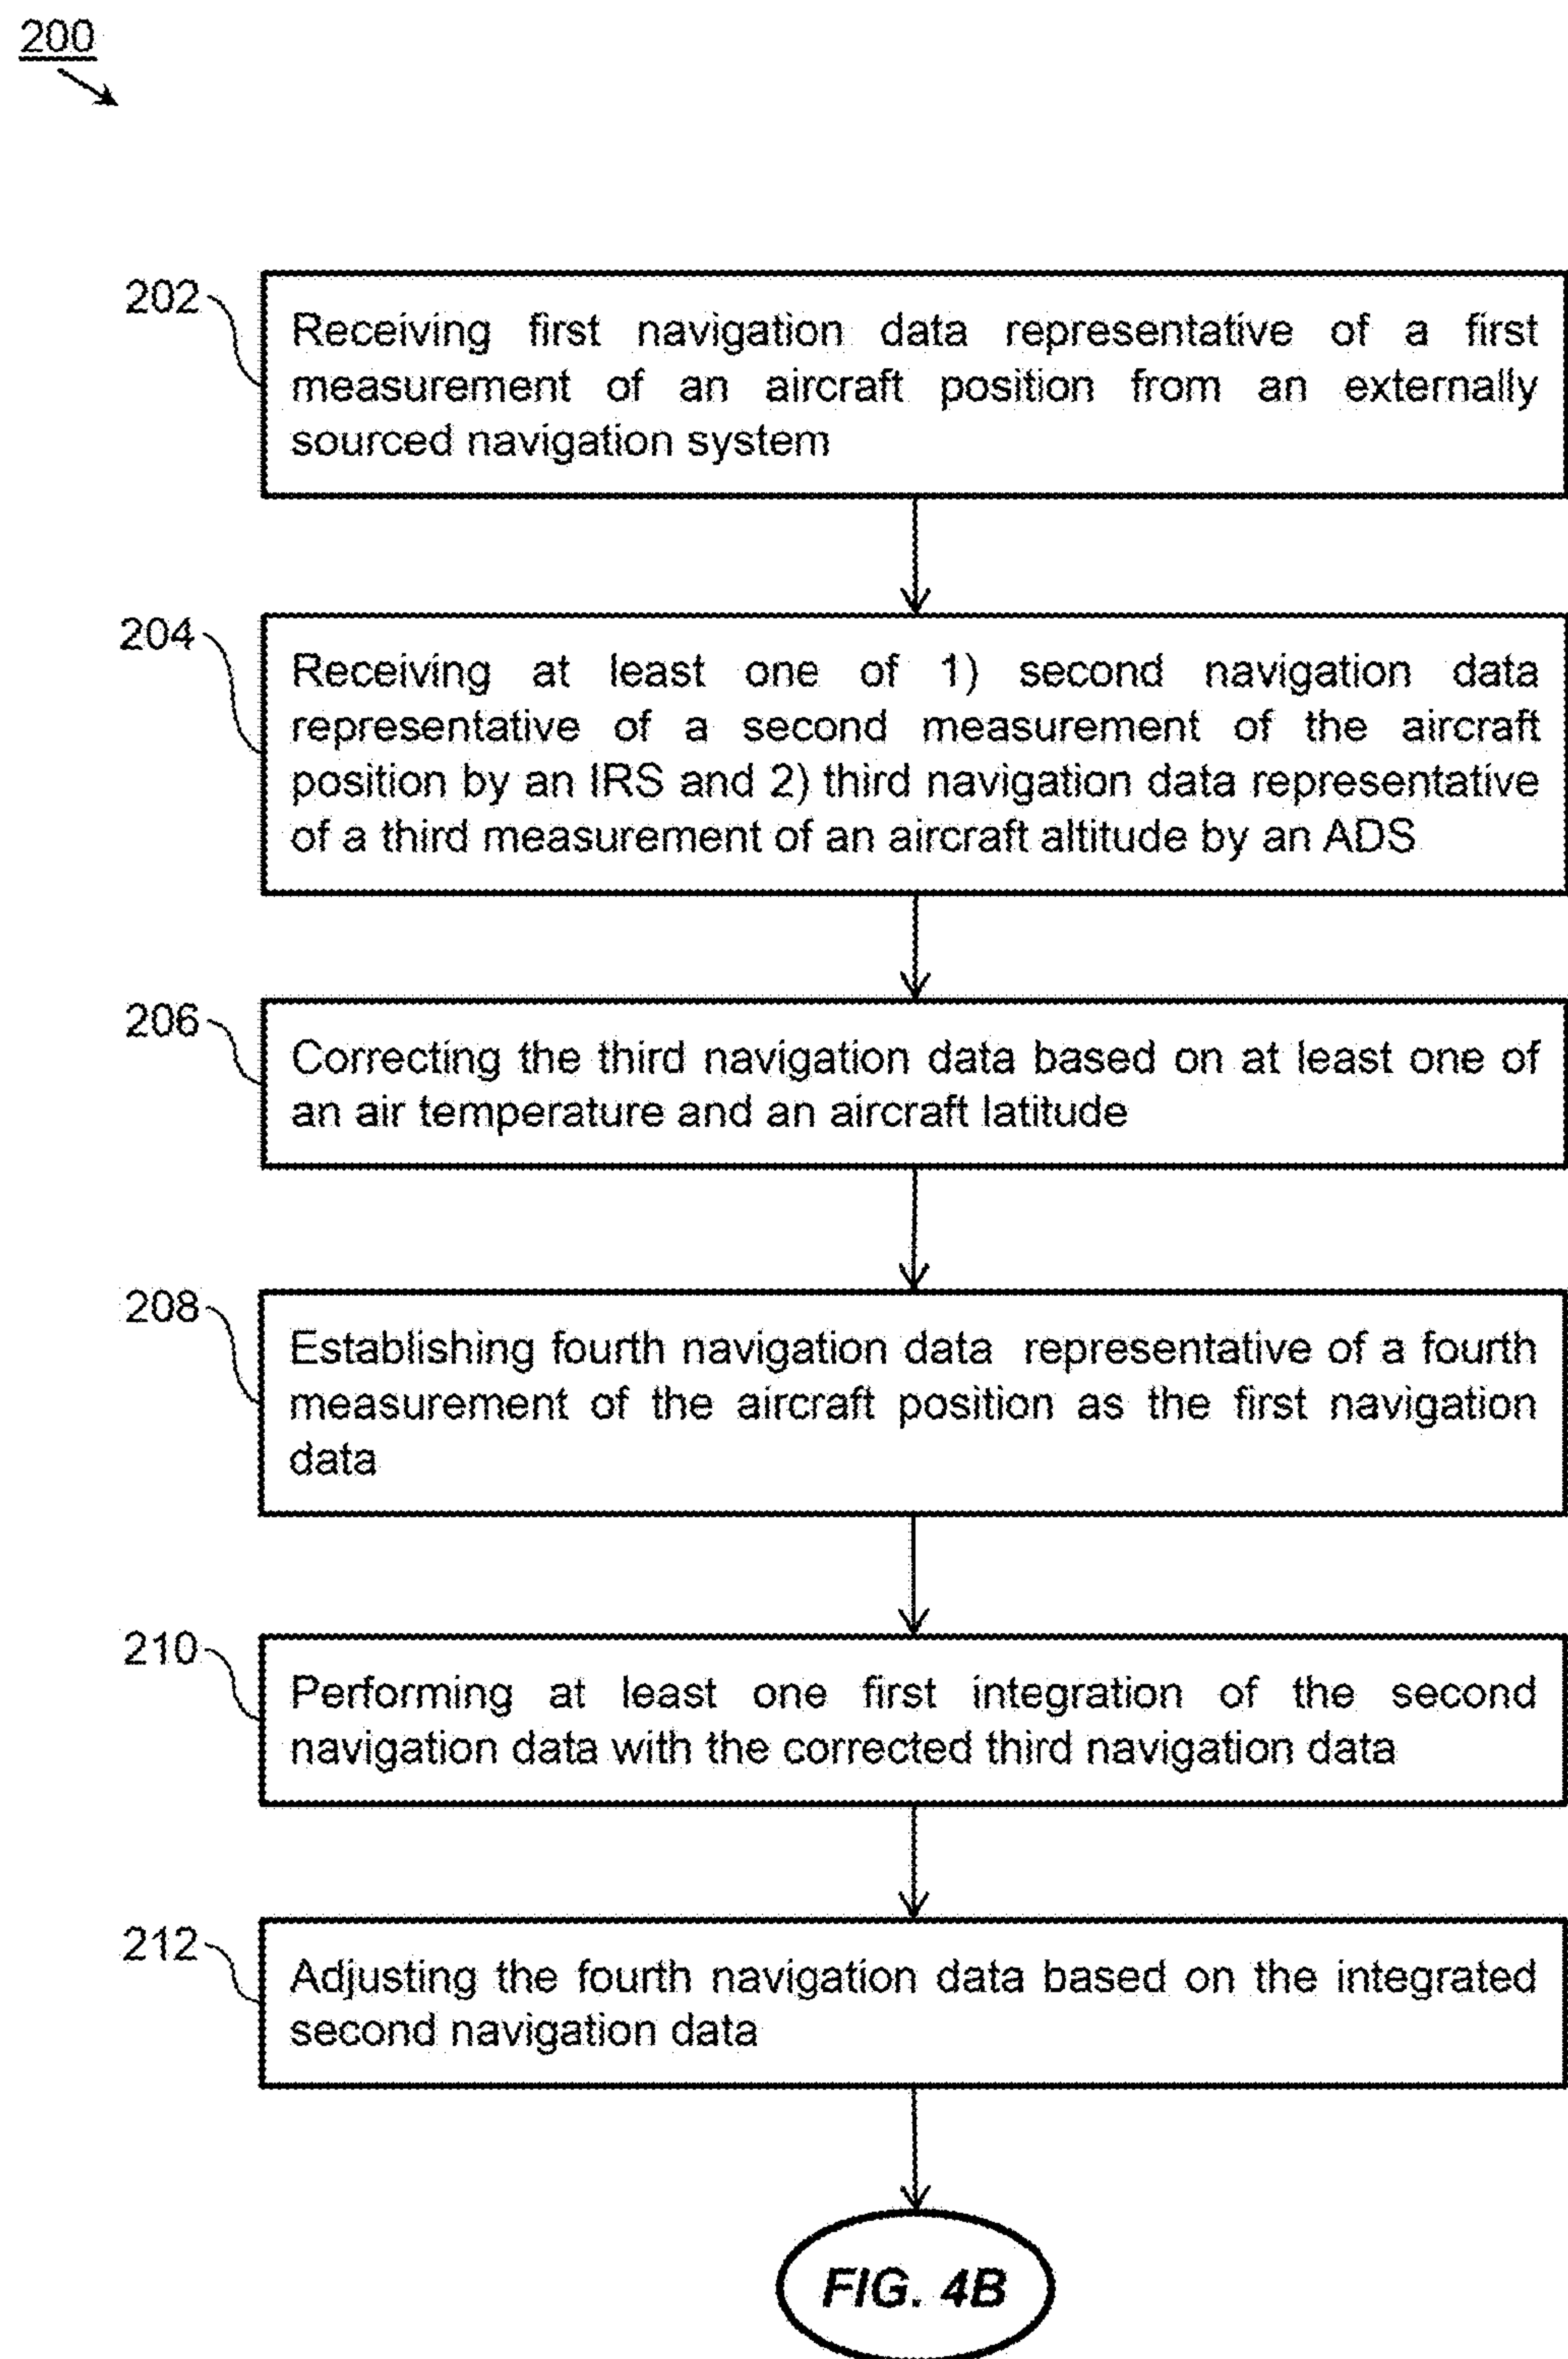 200
202
Receiving first navigation data representative of a first
measurement of an aircraft position from an externally
sourced navigation system
204
Receiving at least one of 1) second navigation data
representative of a second measurement of the aircraft
position by an IRS and 2) third navigation data representative
of a third measurement of an aircraft altitude by an ADS
206
Correcting the third navigation data based on at least one of
an air temperature and an aircraft latitude
208
Establishing fourth navigation data representative of a fourth
measurement of the aircraft position as the first navigation
data
210
Performing at least one first integration of the second
navigation data with the corrected third navigation data
212
Adjusting the fourth navigation data based on the integrated
second navigation data
FIG. 4B